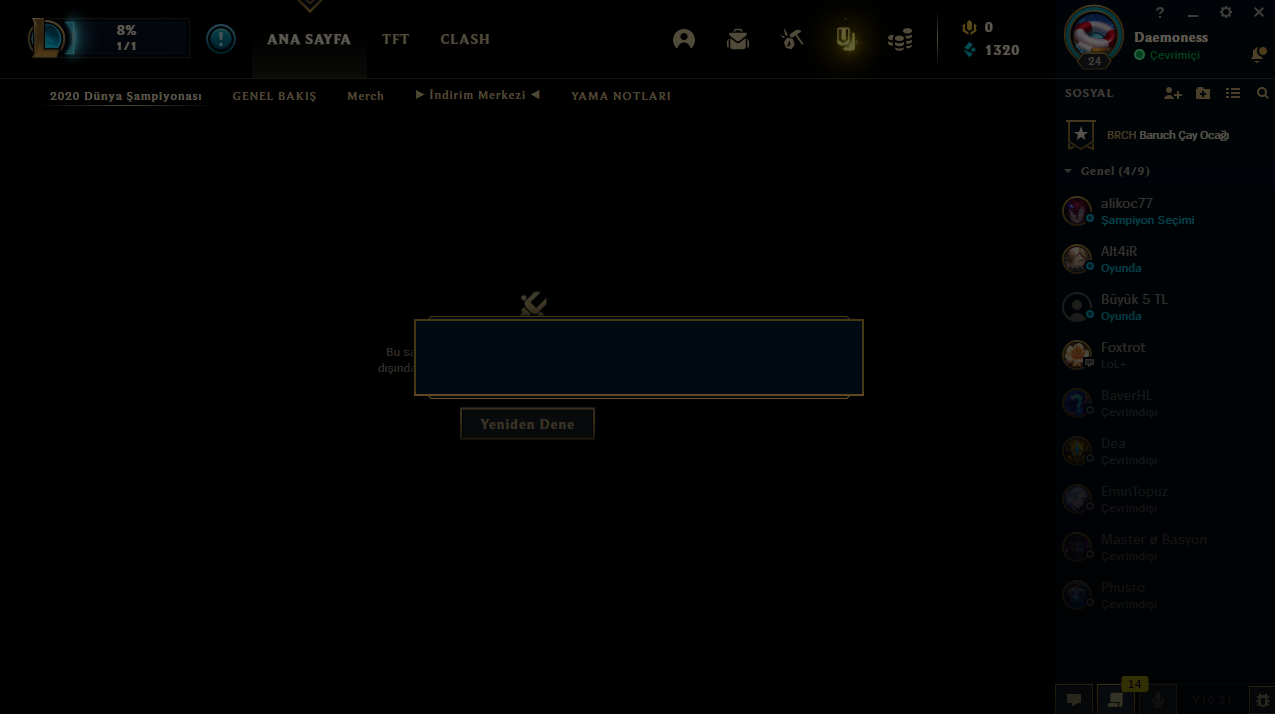 8%
1/1
ANA SAYFA
TFT
CLASH
0
1320
24
Daemoness
Çevrimiçi
2020 Dünya Şampiyonası
GENEL BAKIŞ
Merch
▶ İndirim Merkezi ◀
YAMA NOTLARI
SOSYAL
BRCH Baruch Çay Ocağı
Genel (4/9)
alikoc77
Şampiyon Seçimi
Alt4iR
Oyunda
Büyük 5 TL
Oyunda
Foxtrot
LoL+
BaverHL
Çevrimdışı
Dea
Çevrimdışı
EminTopuz
Çevrimdışı
Master ø Basyon
Çevrimdışı
Phusro
Çevrimdışı
Bu sa
dışında
Yeniden Dene
14
V10.21